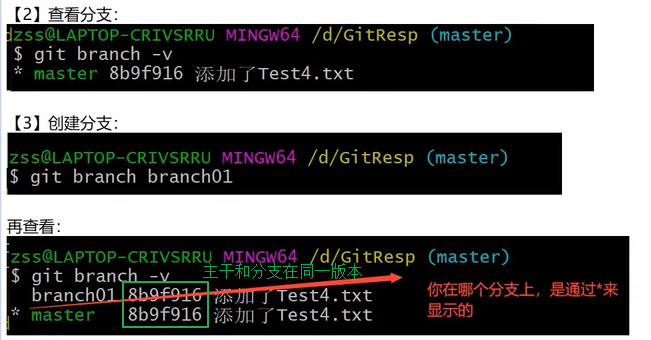 【2】查看分支：
dzss@LAPTOP-CRIVSRRU MINGW64 /d/GitResp (master)
$ git branch -v
* master 8b9f916 添加了Test4.txt
【3】创建分支：
zss@LAPTOP-CRIVSRRU MINGW64 /d/GitResp (master)
$ git branch branch01
再查看：
zss@LAPTOP-CRIVSRRU MINGW64 /d/GitResp (master)
$ git branch -v
主干和分支在同一版本
branch01 8b9f916 添加了Test4.txt
* master 8b9f916 添加了Test4.txt
你在哪个分支上，是通过*来
显示的